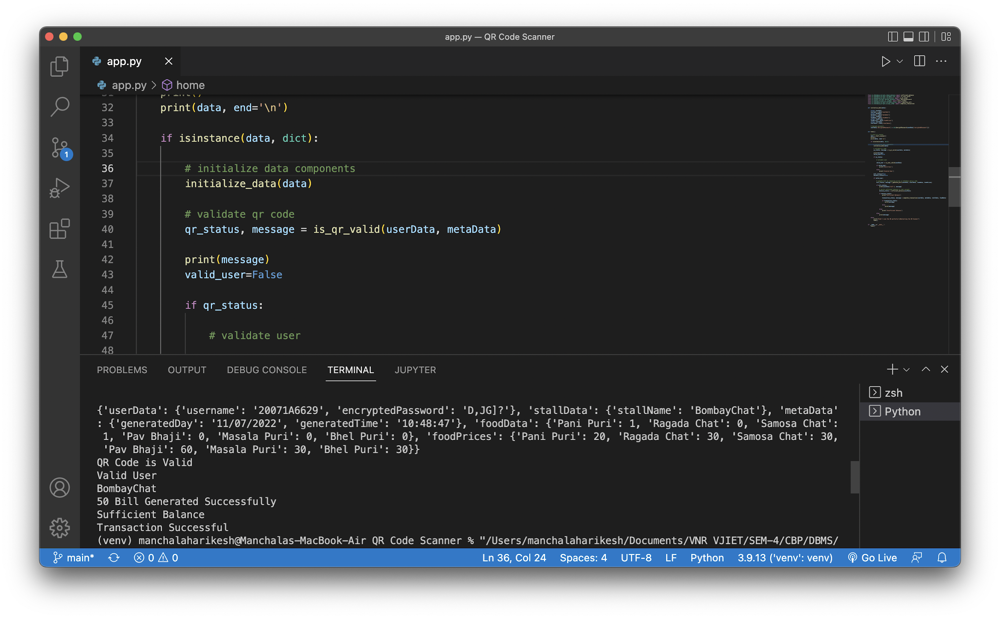 app.py — QR Code Scanner
app.py
app.py > home
print()
32 print(data, end='\n')
33
34 if isinstance(data, dict):
35
36 # initialize data components
37 initialize_data(data)
38
39 # validate qr code
40 qr_status, message = is_qr_valid(userData, metaData)
41
42 print(message)
43 valid_user=False
44
45 if qr_status:
46
47 # validate user
48
1
PROBLEMS OUTPUT DEBUG CONSOLE TERMINAL JUPYTER
zsh
Python
{'userData': {'username': '20071A6629', 'encryptedPassword': 'D,JG]?'}, 'stallData': {'stallName': 'BombayChat'}, 'metaData'
: {'generatedDay': '11/07/2022', 'generatedTime': '10:48:47'}, 'foodData': {'Pani Puri': 1, 'Ragada Chat': 0, 'Samosa Chat':
1, 'Pav Bhaji': 0, 'Masala Puri': 0, 'Bhel Puri': 0}, 'foodPrices': {'Pani Puri': 20, 'Ragada Chat': 30, 'Samosa Chat': 30,
'Pav Bhaji': 60, 'Masala Puri': 30, 'Bhel Puri': 30}}
QR Code is Valid
Valid User
BombayChat
50 Bill Generated Successfully
Sufficient Balance
Transaction Successful
(venv) manchalaharikesh@Manchalas-MacBook-Air QR Code Scanner % "/Users/manchalaharikesh/Documents/VNR VJIET/SEM-4/CBP/DBMS/
main* 0 0 Ln 36, Col 24 Spaces: 4 UTF-8 LF Python 3.9.13 ('venv': venv) Go Live